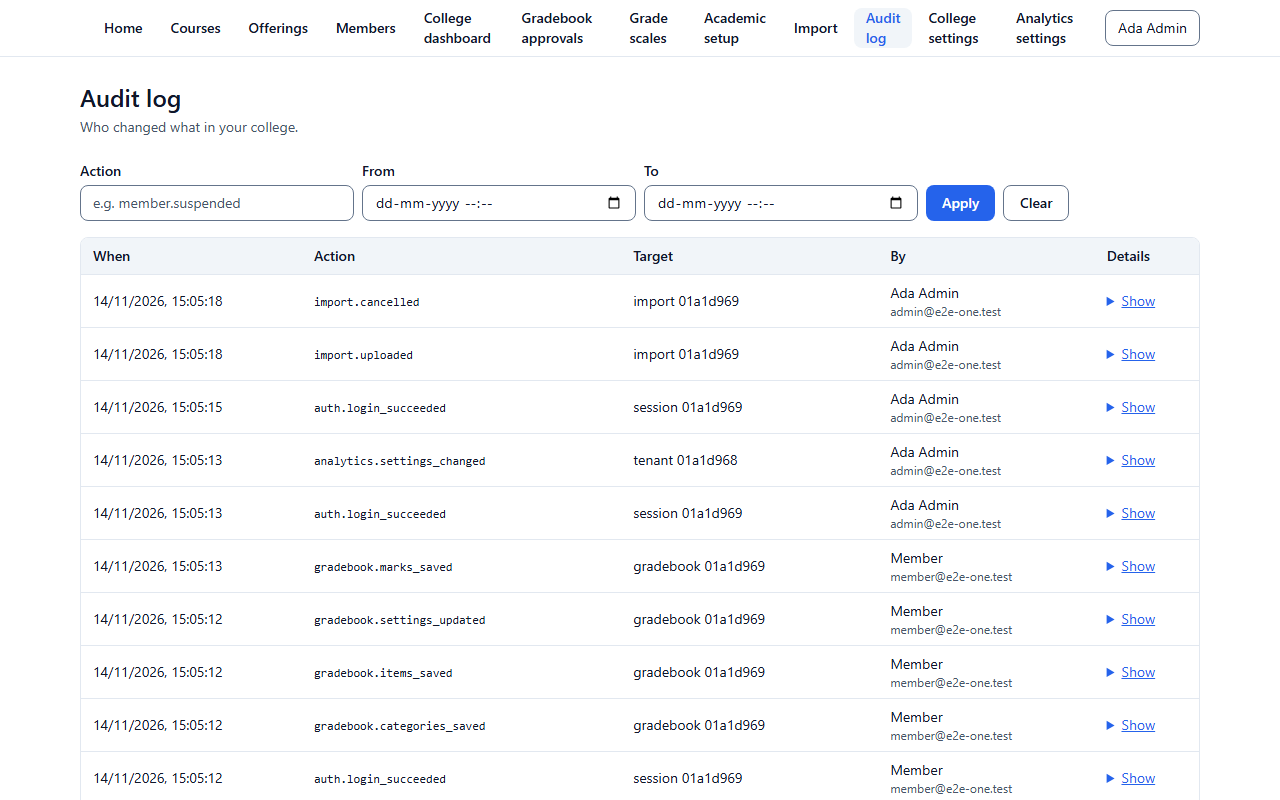 Home
Courses
Offerings
Members
College dashboard
Gradebook approvals
Grade scales
Academic setup
Import
Audit log
College settings
Analytics settings
Ada Admin
Audit log
Who changed what in your college.
Action
From
To
e.g. member.suspended
dd-mm-yyyy --:--
dd-mm-yyyy --:--
Apply
Clear
When Action Target By Details
14/11/2026, 15:05:18 import.cancelled import 01a1d969 Ada Admin Show
admin@e2e-one.test
14/11/2026, 15:05:18 import.uploaded import 01a1d969 Ada Admin Show
admin@e2e-one.test
14/11/2026, 15:05:15 auth.login_succeeded session 01a1d969 Ada Admin Show
admin@e2e-one.test
14/11/2026, 15:05:13 analytics.settings_changed tenant 01a1d968 Ada Admin Show
admin@e2e-one.test
14/11/2026, 15:05:13 auth.login_succeeded session 01a1d969 Ada Admin Show
admin@e2e-one.test
14/11/2026, 15:05:13 gradebook.marks_saved gradebook 01a1d969 Member Show
member@e2e-one.test
14/11/2026, 15:05:12 gradebook.settings_updated gradebook 01a1d969 Member Show
member@e2e-one.test
14/11/2026, 15:05:12 gradebook.items_saved gradebook 01a1d969 Member Show
member@e2e-one.test
14/11/2026, 15:05:12 gradebook.categories_saved gradebook 01a1d969 Member Show
member@e2e-one.test
14/11/2026, 15:05:12 auth.login_succeeded session 01a1d969 Member Show
member@e2e-one.test